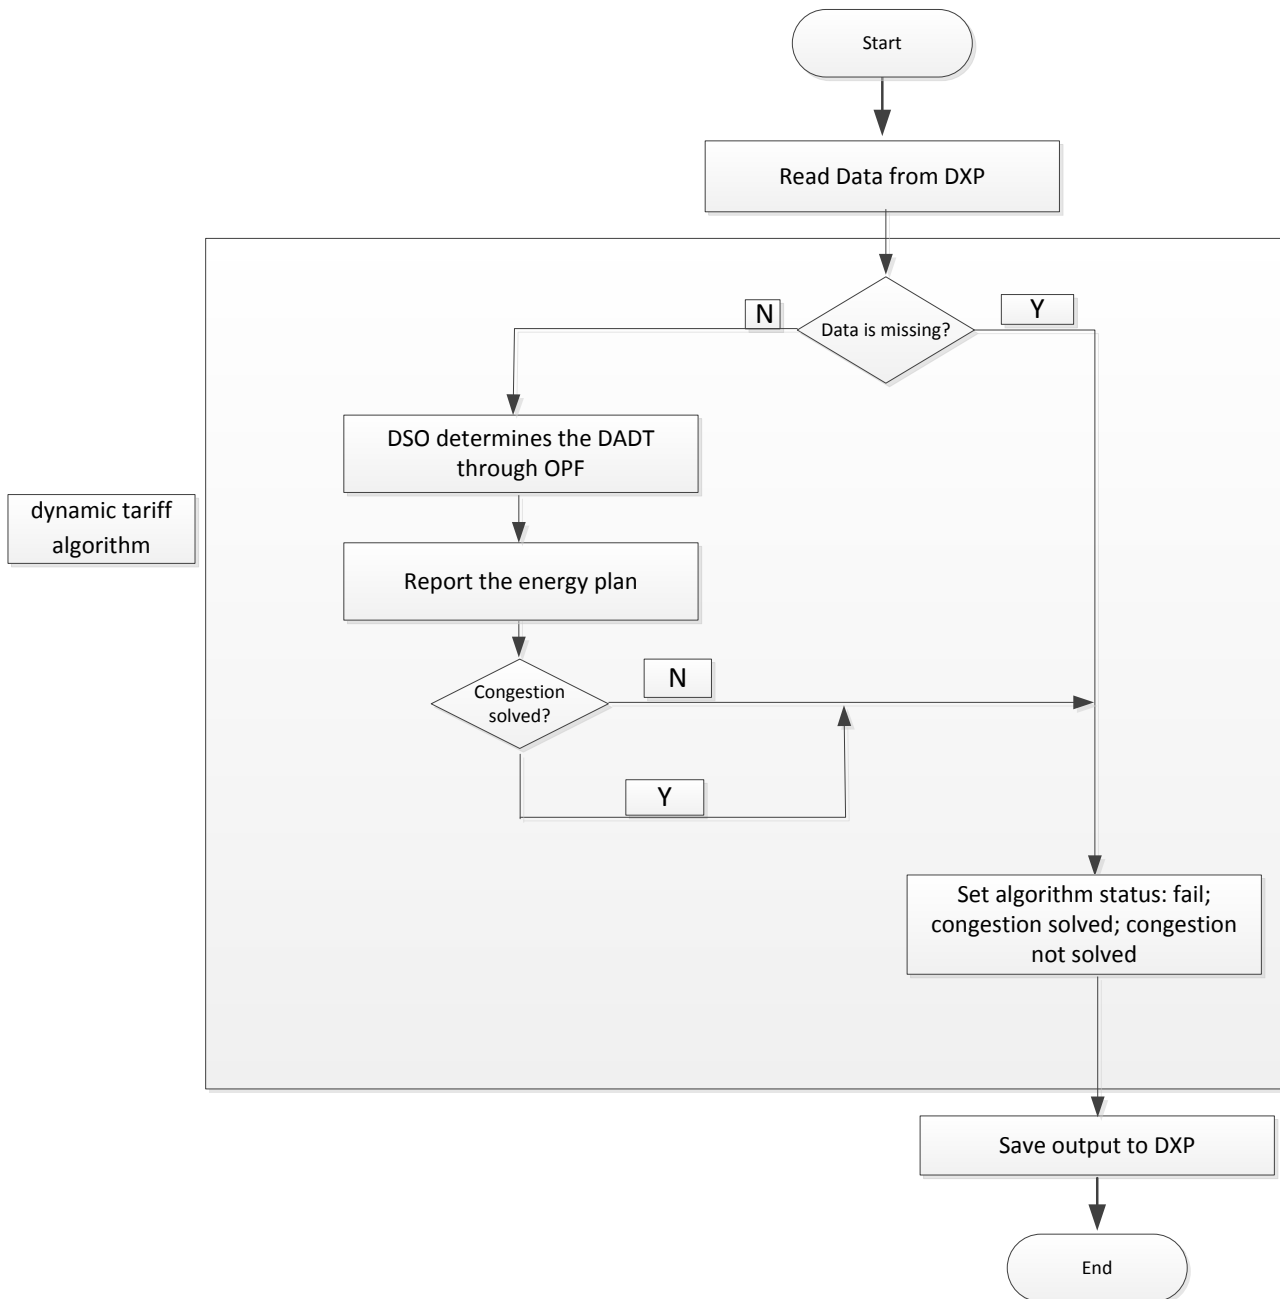 Start
Read Data from DXP
Data is missing?
N
Y
DSO determines the DADT
through OPF
dynamic tariff
algorithm
Report the energy plan
Congestion
solved?
N
Y
Set algorithm status: fail;
congestion solved; congestion
not solved
Save output to DXP
End